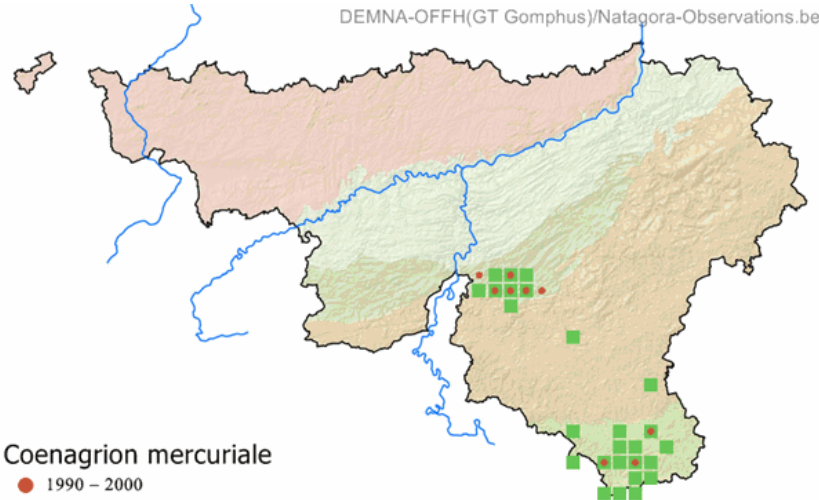 DEMNA-OFFH(GT Gomphus)/Natagora-Observations.be
Coenagrion mercuriale
1990 – 2000